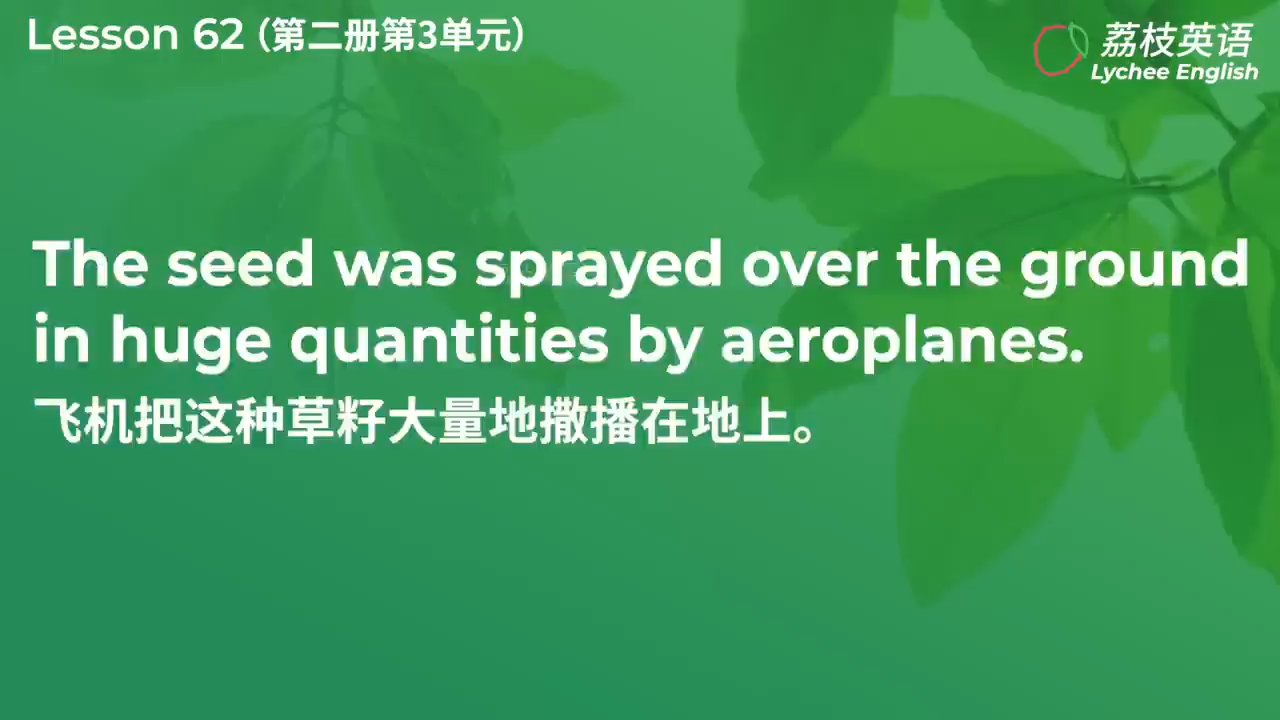 Lesson 62（第二册第3单元）
荔枝英语
Lychee English
The seed was sprayed over the ground
in huge quantities by aeroplanes.
飞机把这种草籽大量地撒播在地上。